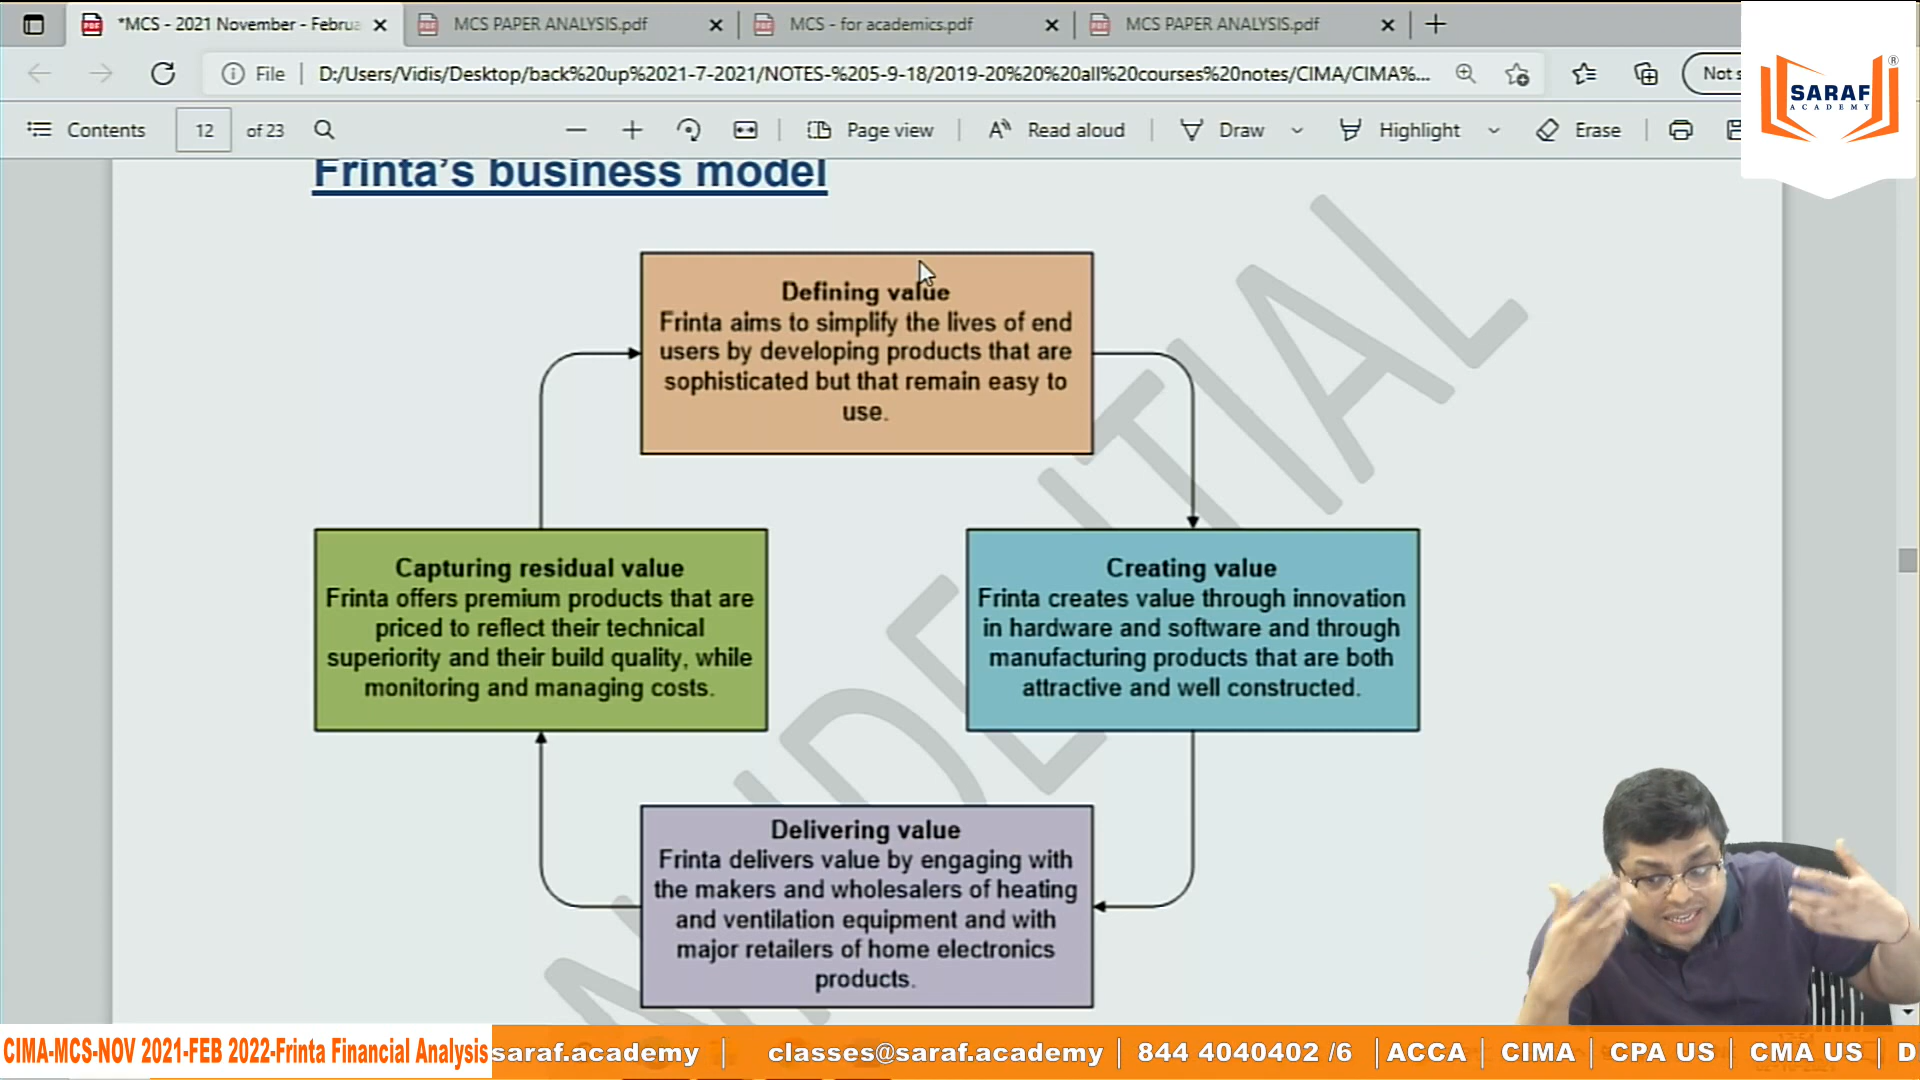 *MCS - 2021 November - Februa
MCS PAPER ANALYSIS.pdf
MCS - for academics.pdf
MCS PAPER ANALYSIS.pdf
File
D:/Users/Vidis/Desktop/back%20up%2021-7-2021/NOTES-%205-9-18/2019-20%20%20all%20courses%20notes/CIMA/CIMA%...
Not s
SARAF
ACADEMY
®
Contents
12
of 23
Page view
Read aloud
Draw
Highlight
Erase
Frinta's business model
Defining value
Frinta aims to simplify the lives of end
users by developing products that are
sophisticated but that remain easy to
use.
Capturing residual value
Frinta offers premium products that are
priced to reflect their technical
superiority and their build quality, while
monitoring and managing costs.
Creating value
Frinta creates value through innovation
in hardware and software and through
manufacturing products that are both
attractive and well constructed.
Delivering value
Frinta delivers value by engaging with
the makers and wholesalers of heating
and ventilation equipment and with
major retailers of home electronics
products.
NDENTIAL
CIMA-MCS-NOV 2021-FEB 2022-Frinta Financial Analysis
saraf.academy | classes@saraf.academy | 844 4040402 /6 | ACCA | CIMA | CPA US | CMA US | D